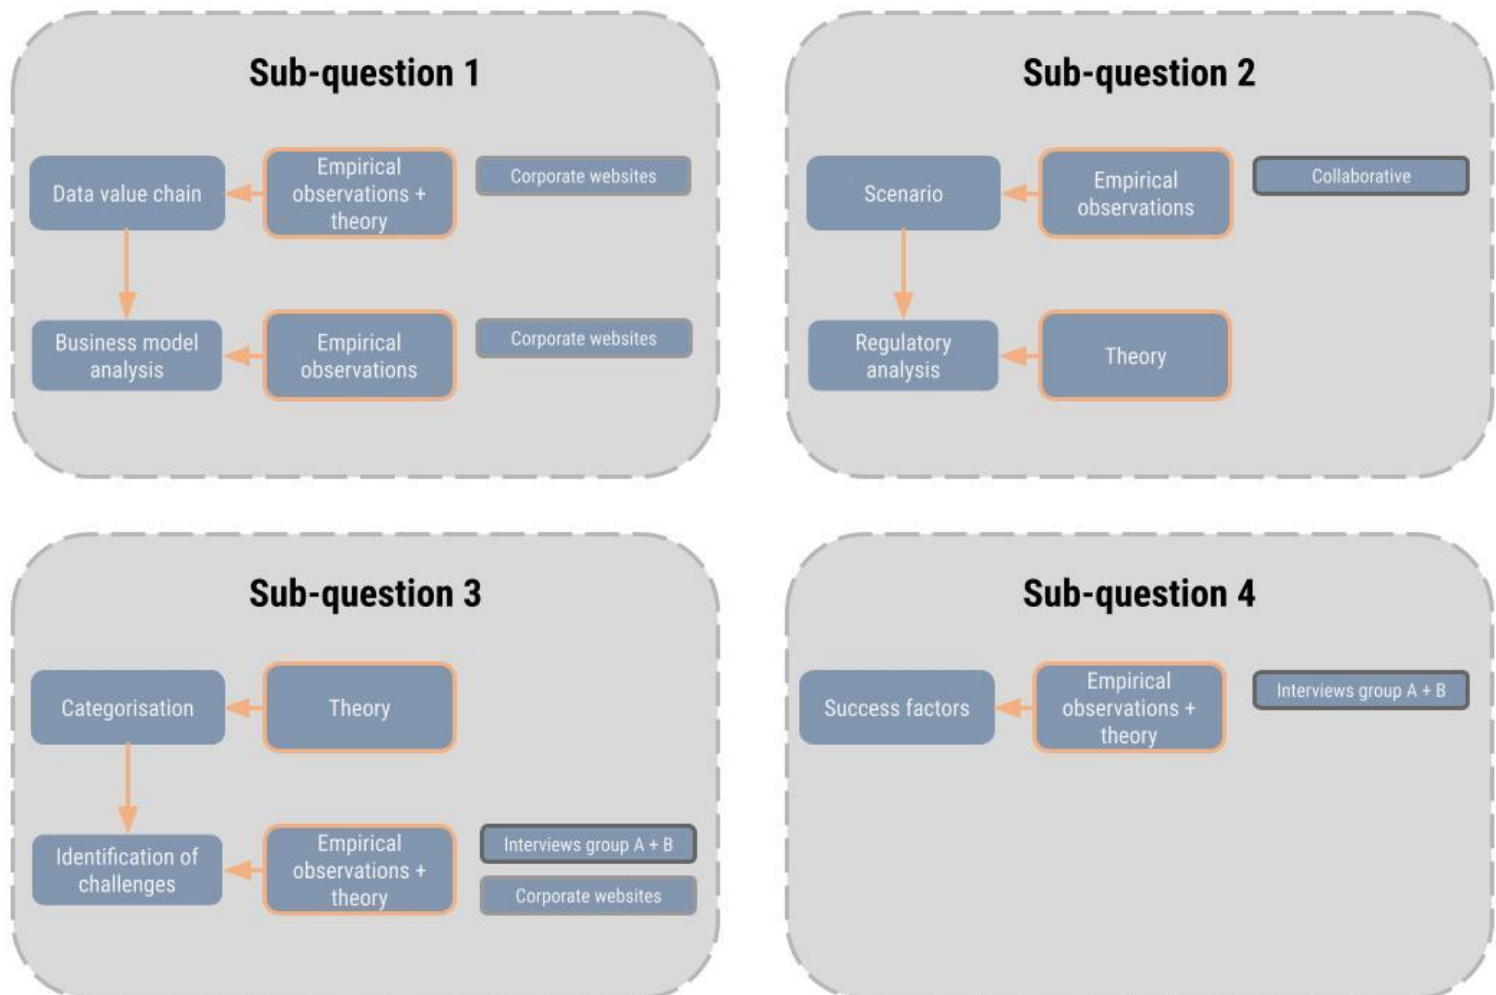 Sub-question 1
Data value chain
Empirical
observations +
theory
Corporate websites
Business model
analysis
Empirical
observations
Corporate websites
Sub-question 2
Scenario
Empirical
observations
Collaborative
Regulatory
analysis
Theory
Sub-question 3
Categorisation
Theory
Identification of
challenges
Empirical
observations +
theory
Interviews group A + B
Corporate websites
Sub-question 4
Success factors
Empirical
observations +
theory
Interviews group A + B